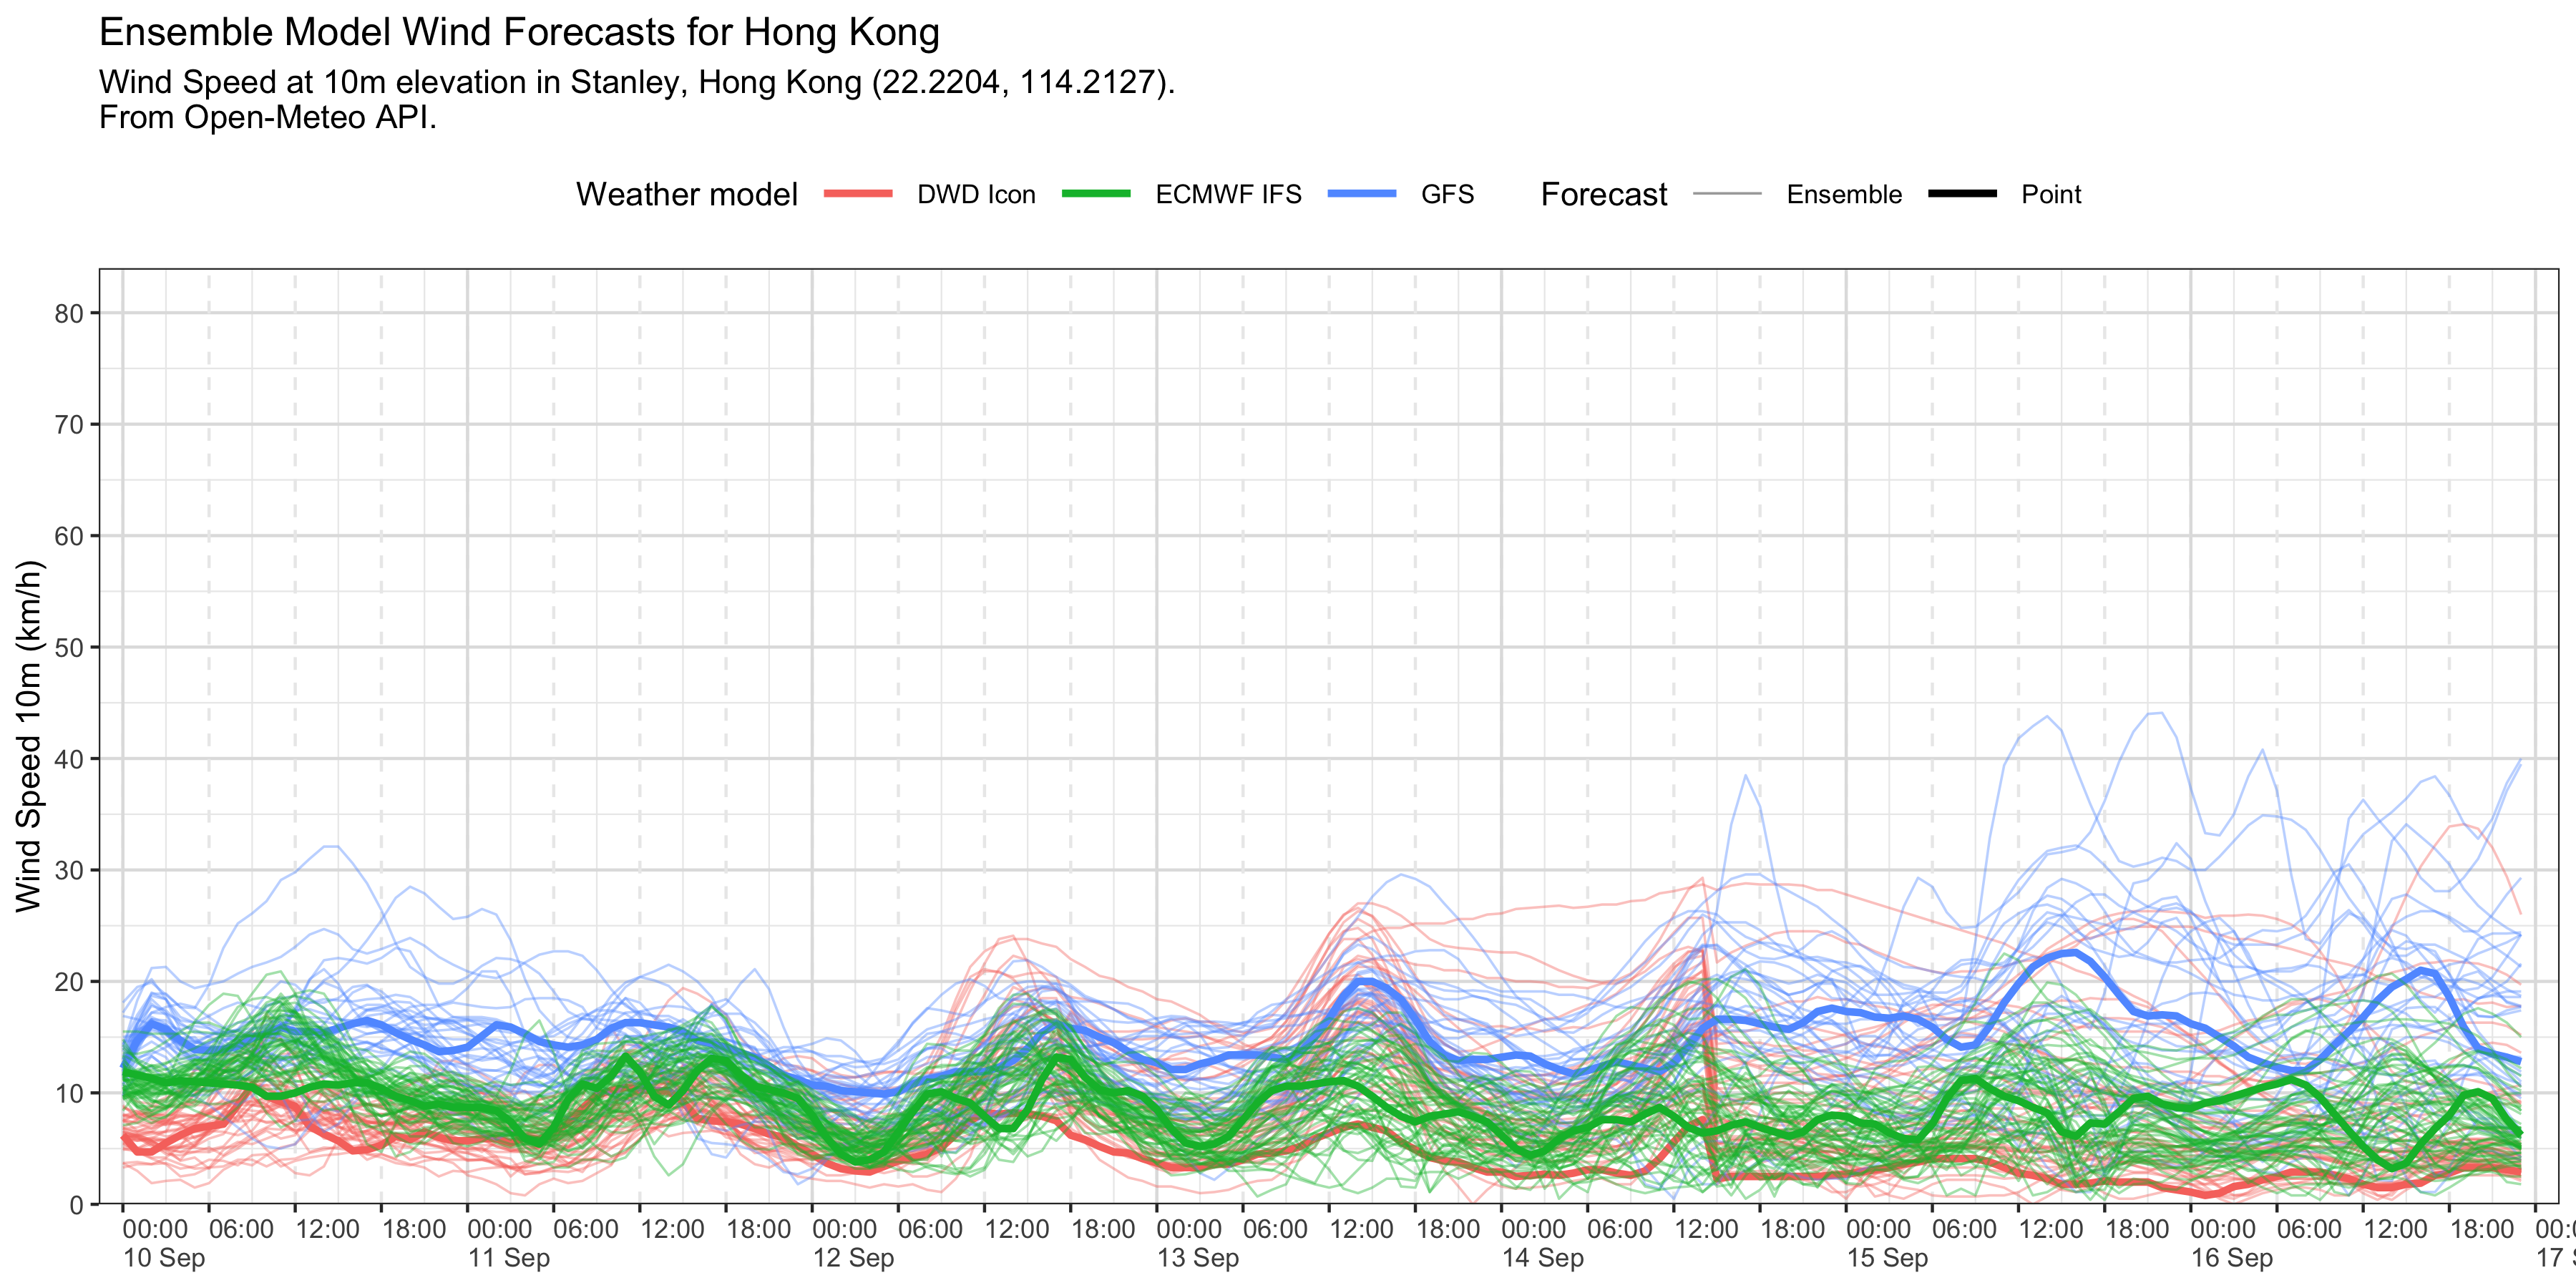 Ensemble Model Wind Forecasts for Hong Kong
Wind Speed at 10m elevation in Stanley, Hong Kong (22.2204, 114.2127).
From Open-Meteo API.
Weather model DWD Icon ECMWF IFS GFS Forecast Ensemble Point
Wind Speed 10m (km/h)
80
70
60
50
40
30
20
10
0
00:00 06:00 12:00 18:00 00:00 06:00 12:00 18:00 00:00 06:00 12:00 18:00 00:00 06:00 12:00 18:00 00:00 06:00 12:00 18:00 00:00 06:00 12:00 18:00 00:00 06:00 12:00 18:00
10 Sep 11 Sep 12 Sep 13 Sep 14 Sep 15 Sep 16 Sep 17